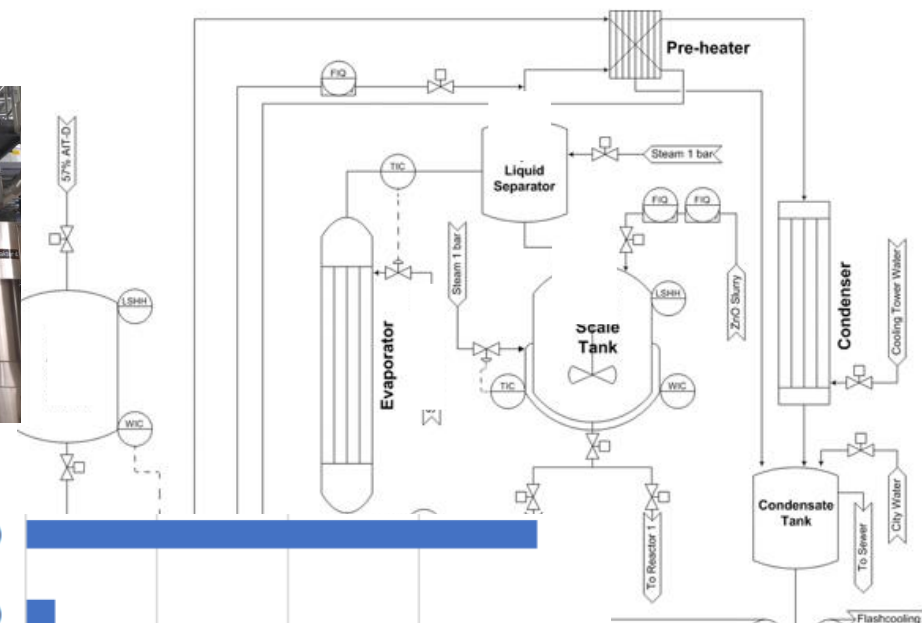 Pre-heater
FIQ
57% AIT-D
TIC
Liquid
Separator
Steam 1 bar
FIQ
FIQ
Steam 1 bar
ZnO Slurry
LSHH
LSHH
Scale
Tank
Evaporator
Condenser
Cooling Tower Water
TIC
WIC
WIC
Condensate
Tank
City Water
To Sewer
To Reactor 1
Flashcooling